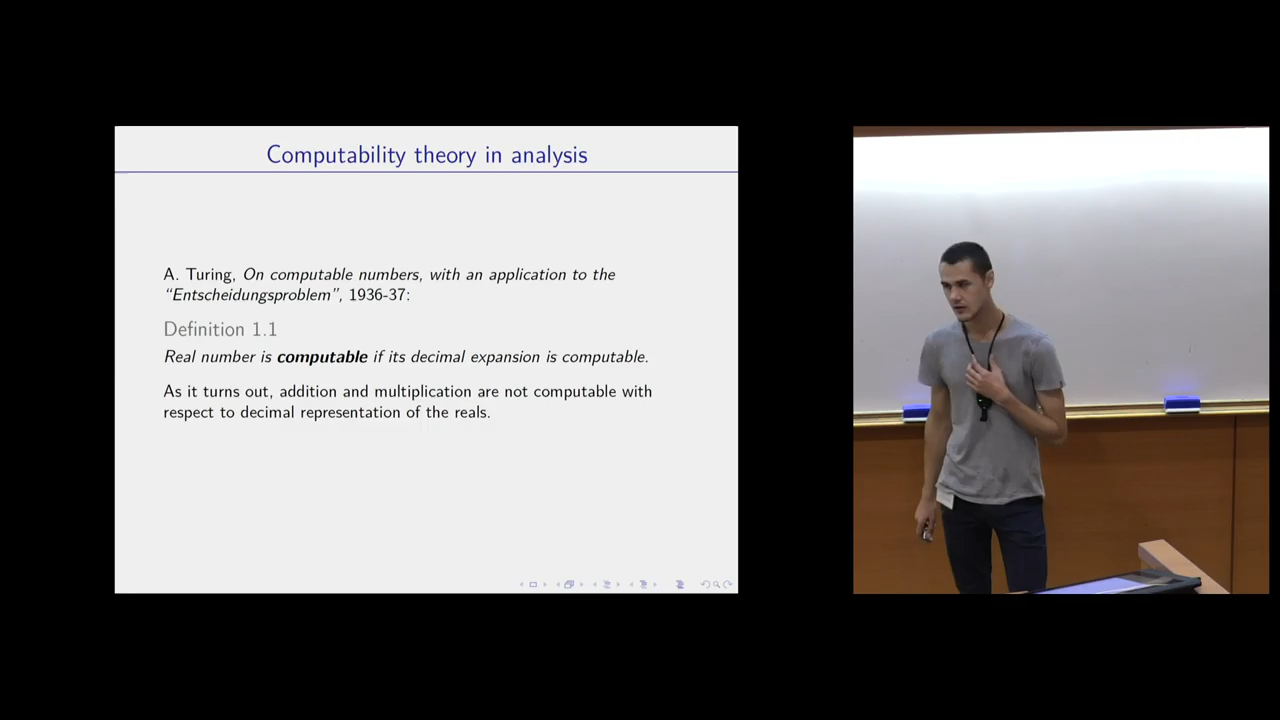 Computability theory in analysis
A. Turing, On computable numbers, with an application to the
“Entscheidungsproblem”, 1936-37:
Definition 1.1
Real number is computable if its decimal expansion is computable.
As it turns out, addition and multiplication are not computable with
respect to decimal representation of the reals.